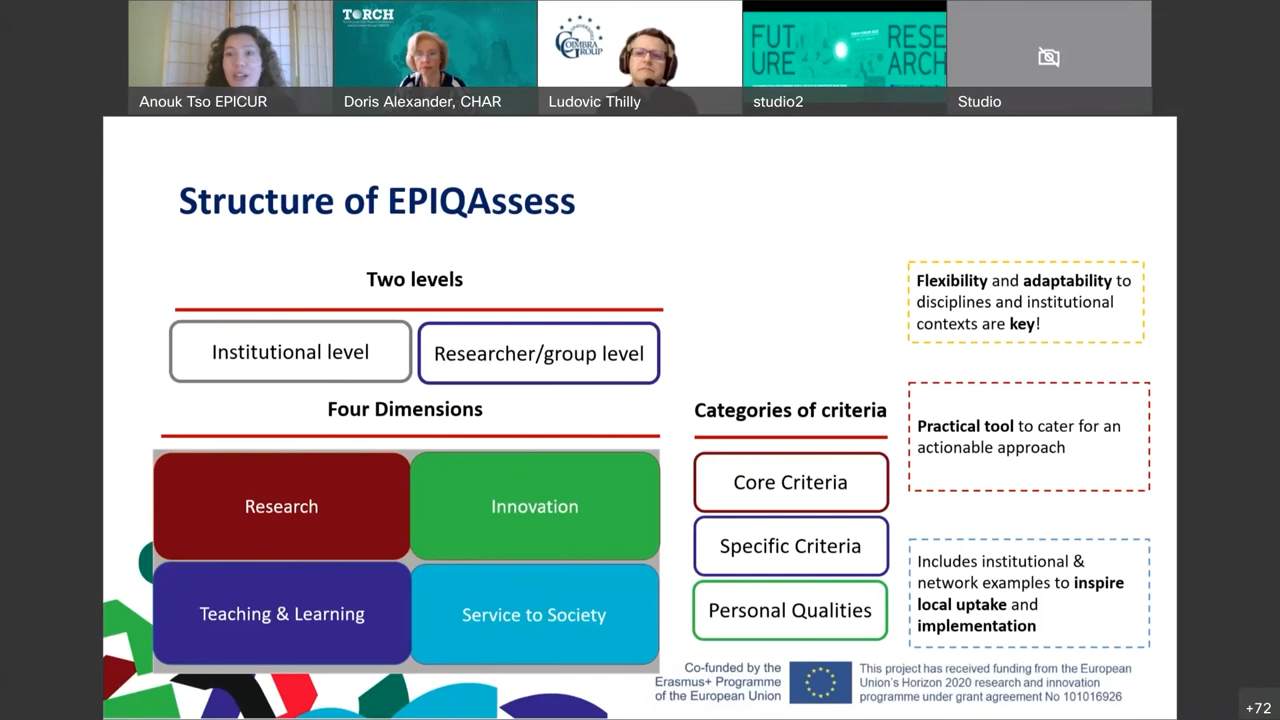 TORCH
COIMBRA
GROUP
FUT
URE
RESE
ARCH
Anouk Tso EPICUR
Doris Alexander, CHAR
Ludovic Thilly
studio2
Studio
Structure of EPIQAssess
Two levels
Institutional level
Researcher/group level
Four Dimensions
Research
Innovation
Teaching & Learning
Service to Society
Categories of criteria
Core Criteria
Specific Criteria
Personal Qualities
Flexibility and adaptability to
disciplines and institutional
contexts are key!
Practical tool to cater for an
actionable approach
Includes institutional &
network examples to inspire
local uptake and
implementation
Co-funded by the
Erasmus+ Programme
of the European Union
This project has received funding from the European
Union's Horizon 2020 research and innovation
programme under grant agreement No 101016926
+72